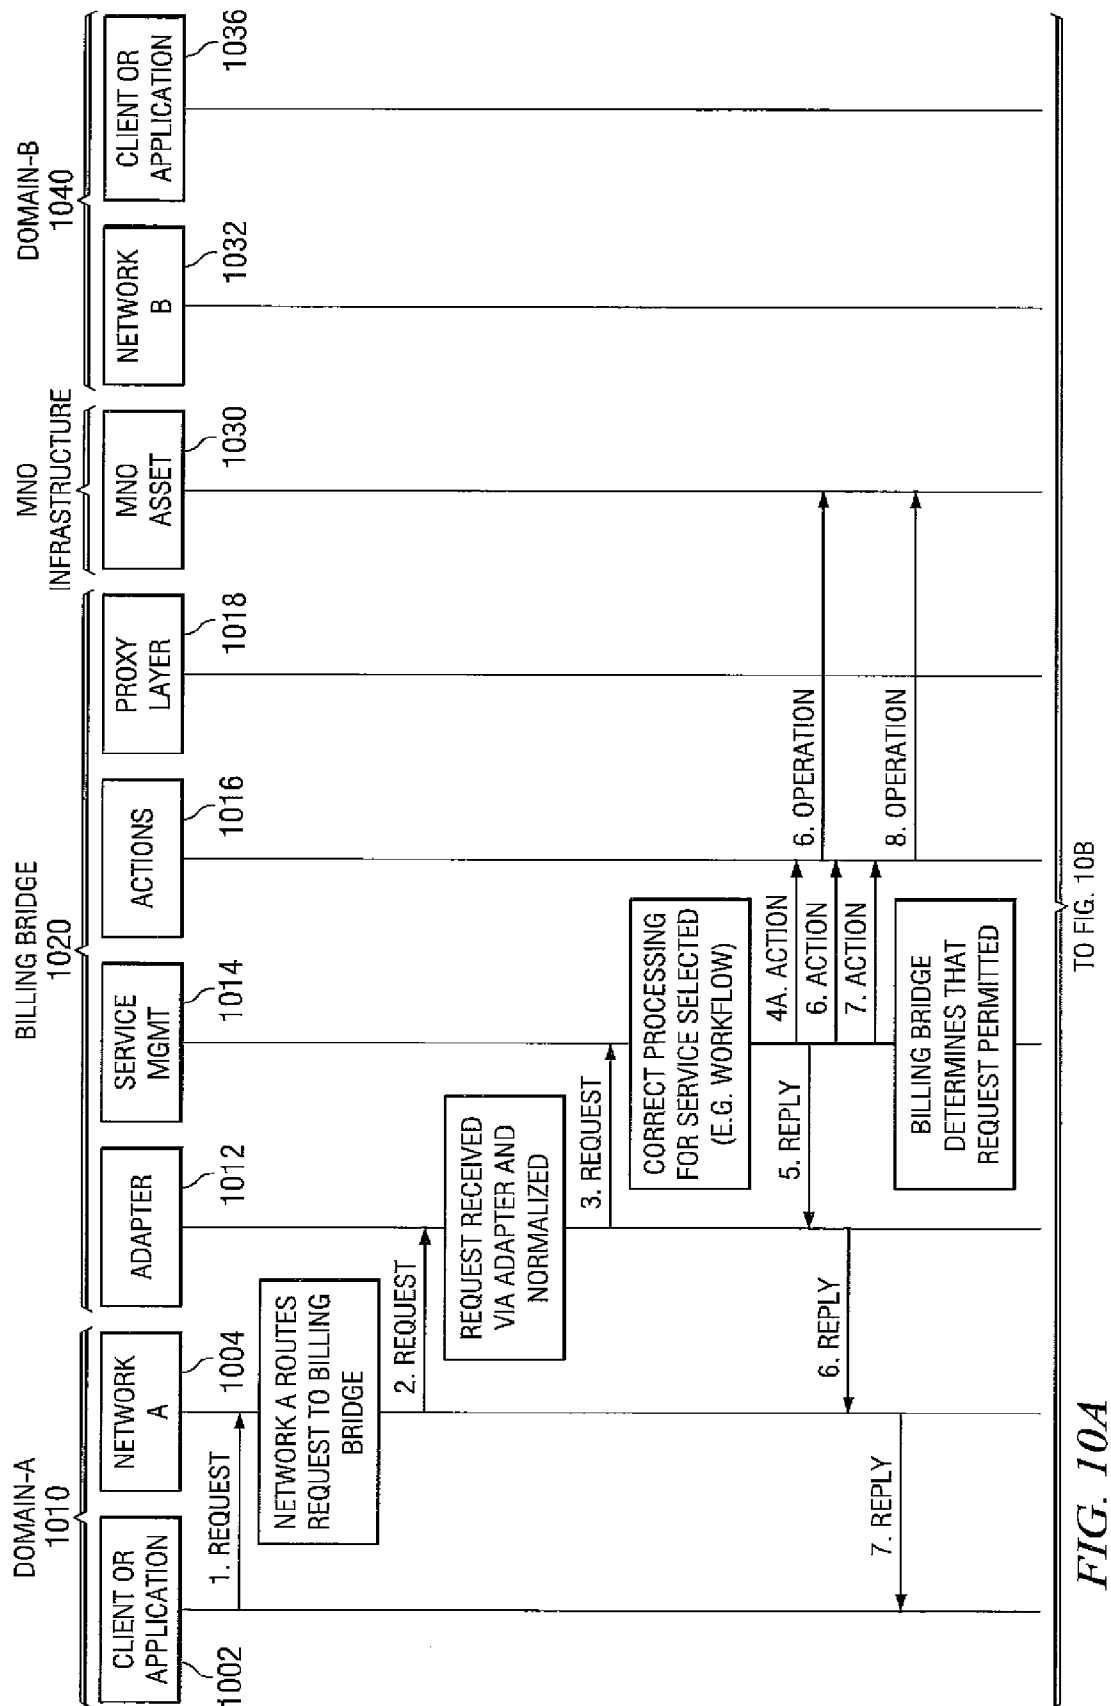 DOMAIN-A
1010
BILLING BRIDGE
1020
MNO
INFRASTRUCTURE
DOMAIN-B
1040
CLIENT OR
APPLICATION
1002
NETWORK
A
1004
ADAPTER
1012
SERVICE
MGMT
1014
ACTIONS
1016
PROXY
LAYER
1018
MNO
ASSET
1030
NETWORK
B
1032
CLIENT OR
APPLICATION
1036
1. REQUEST
NETWORK A ROUTES
REQUEST TO BILLING
BRIDGE
2. REQUEST
REQUEST RECEIVED
VIA ADAPTER AND
NORMALIZED
3. REQUEST
CORRECT PROCESSING
FOR SERVICE SELECTED
(E.G. WORKFLOW)
4A. ACTION
5. REPLY
6. OPERATION
6. ACTION
6. REPLY
7. ACTION
7. REPLY
8. OPERATION
BILLING BRIDGE
DETERMINES THAT
REQUEST PERMITTED
TO FIG. 10B
FIG. 10A